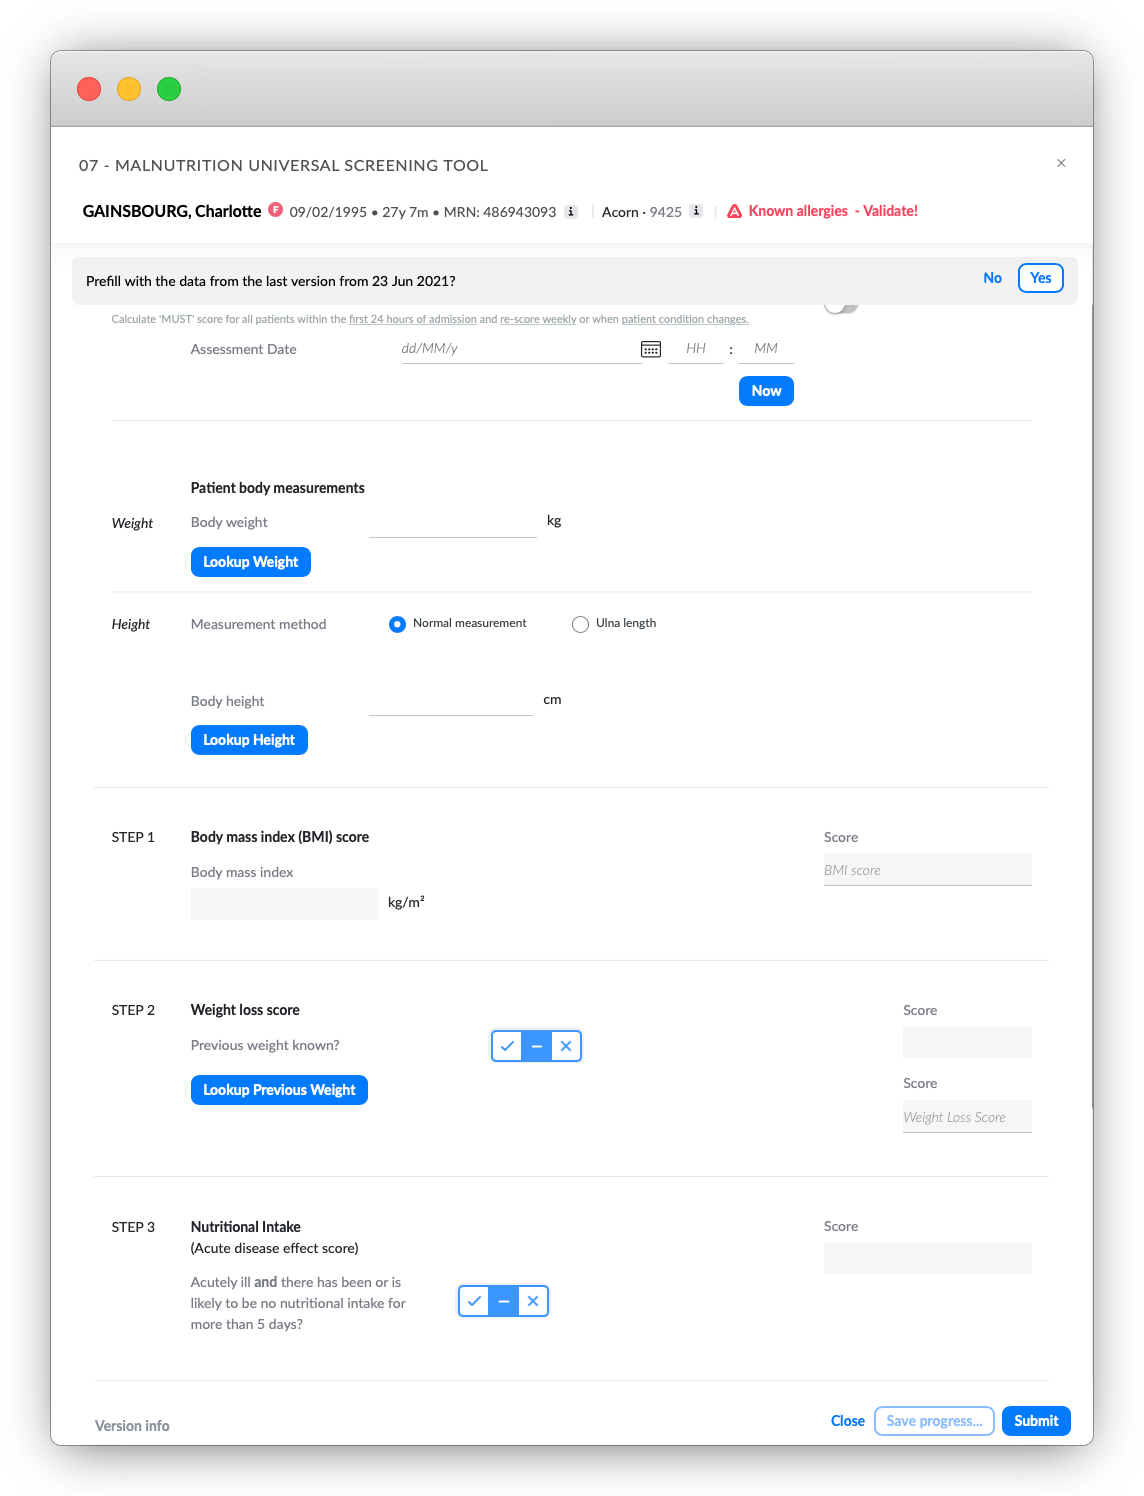 07 - MALNUTRITION UNIVERSAL SCREENING TOOL ×
GAINSBOURG, Charlotte F 09/02/1995 • 27y 7m • MRN: 486943093 i | Acorn · 9425 i | A Known allergies - Validate!
Prefill with the data from the last version from 23 Jun 2021? No Yes
Calculate 'MUST' score for all patients within the first 24 hours of admission and re-score weekly or when patient condition changes.
Assessment Date dd/MM/y HH : MM
Now
Patient body measurements
Weight Body weight kg
Lookup Weight
Height Measurement method Normal measurement Ulna length
Body height cm
Lookup Height
STEP 1 Body mass index (BMI) score Score
Body mass index BMI score
kg/m²
STEP 2 Weight loss score Score
Previous weight known?
Lookup Previous Weight Score
Weight Loss Score
STEP 3 Nutritional Intake Score
(Acute disease effect score)
Acutely ill and there has been or is
likely to be no nutritional intake for
more than 5 days?
Version info Close Save progress... Submit